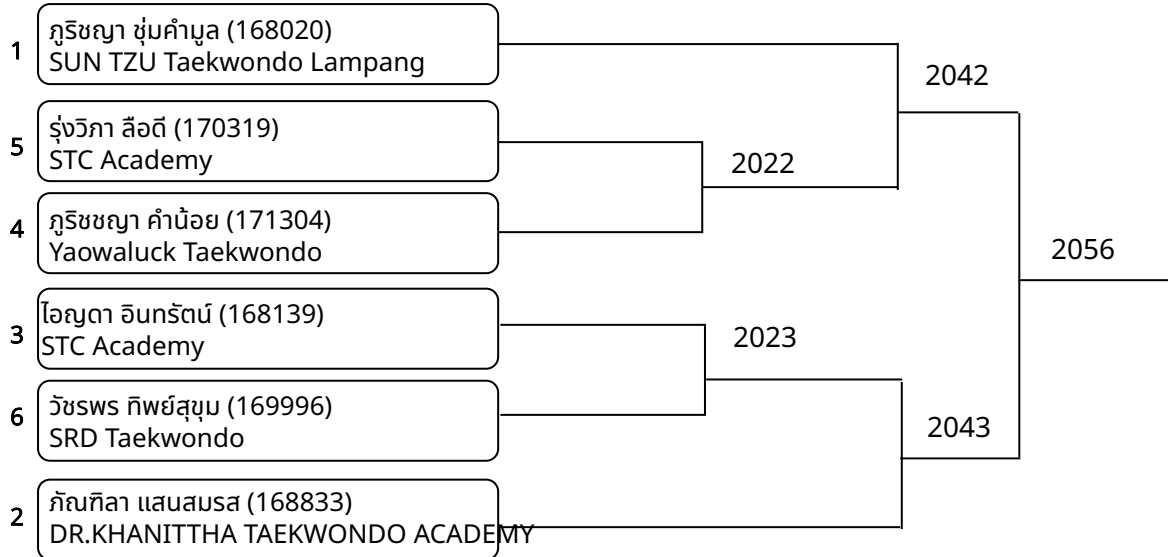 1
ภูริชญา ชุ่มคำมูล (168020)
SUN TZU Taekwondo Lampang
2042
5
รุ่งวิภา ลือดี (170319)
STC Academy
2022
4
ภูริชชญา คำน้อย (171304)
Yaowaluck Taekwondo
2056
3
ไอญดา อินทรัตน์ (168139)
STC Academy
2023
6
วัชรพร ทิพย์สุขุม (169996)
SRD Taekwondo
2043
2
ภัณฑิลา แสนสมรส (168833)
DR.KHANITTHA TAEKWONDO ACADEMY